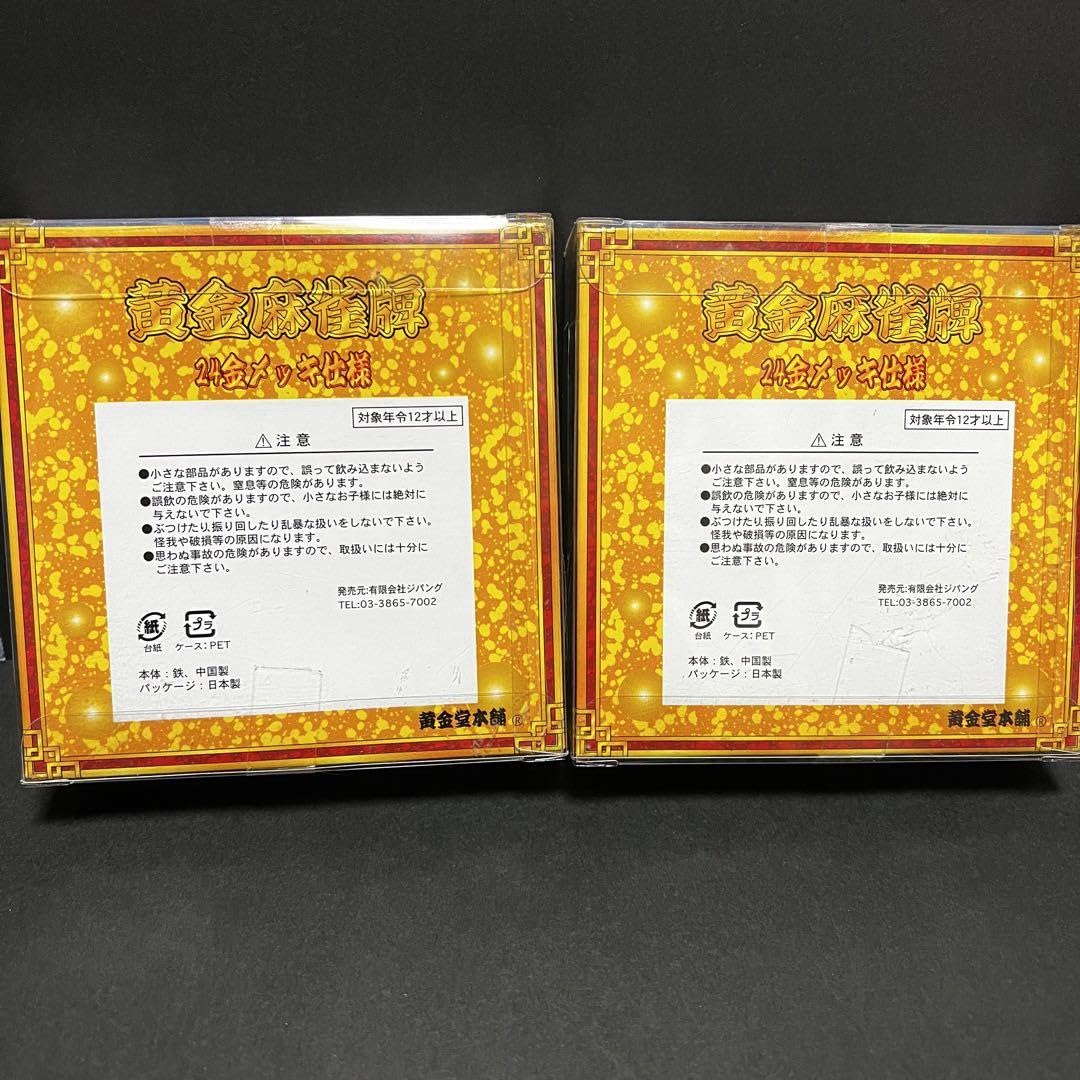 黄金麻雀牌
24金メッキ仕様
対象年令12才以上
⚠注意
●小さな部品がありますので、誤って飲み込まないよう
ご注意下さい。窒息等の危険があります。
●誤飲の危険がありますので、小さなお子様には絶対に
与えないで下さい。
●ぶつけたり、振り回したり乱暴な扱いをしないで下さい。
怪我や破損等の原因になります。
●思わぬ事故の危険がありますので、取扱いには十分に
ご注意下さい。
発売元:有限会社ジパング
TEL:03-3865-7002
紙 プラ
台紙 ケース:PET
本体:鉄、中国製
パッケージ:日本製
黄金堂本舗®
黄金麻雀牌
24金メッキ仕様
対象年令12才以上
⚠注意
●小さな部品がありますので、誤って飲み込まないよう
ご注意下さい。窒息等の危険があります。
●誤飲の危険がありますので、小さなお子様には絶対に
与えないで下さい。
●ぶつけたり、振り回したり乱暴な扱いをしないで下さい。
怪我や破損等の原因になります。
●思わぬ事故の危険がありますので、取扱いには十分に
ご注意下さい。
発売元:有限会社ジパング
TEL:03-3865-7002
紙 プラ
台紙 ケース:PET
本体:鉄、中国製
パッケージ:日本製
黄金堂本舗®